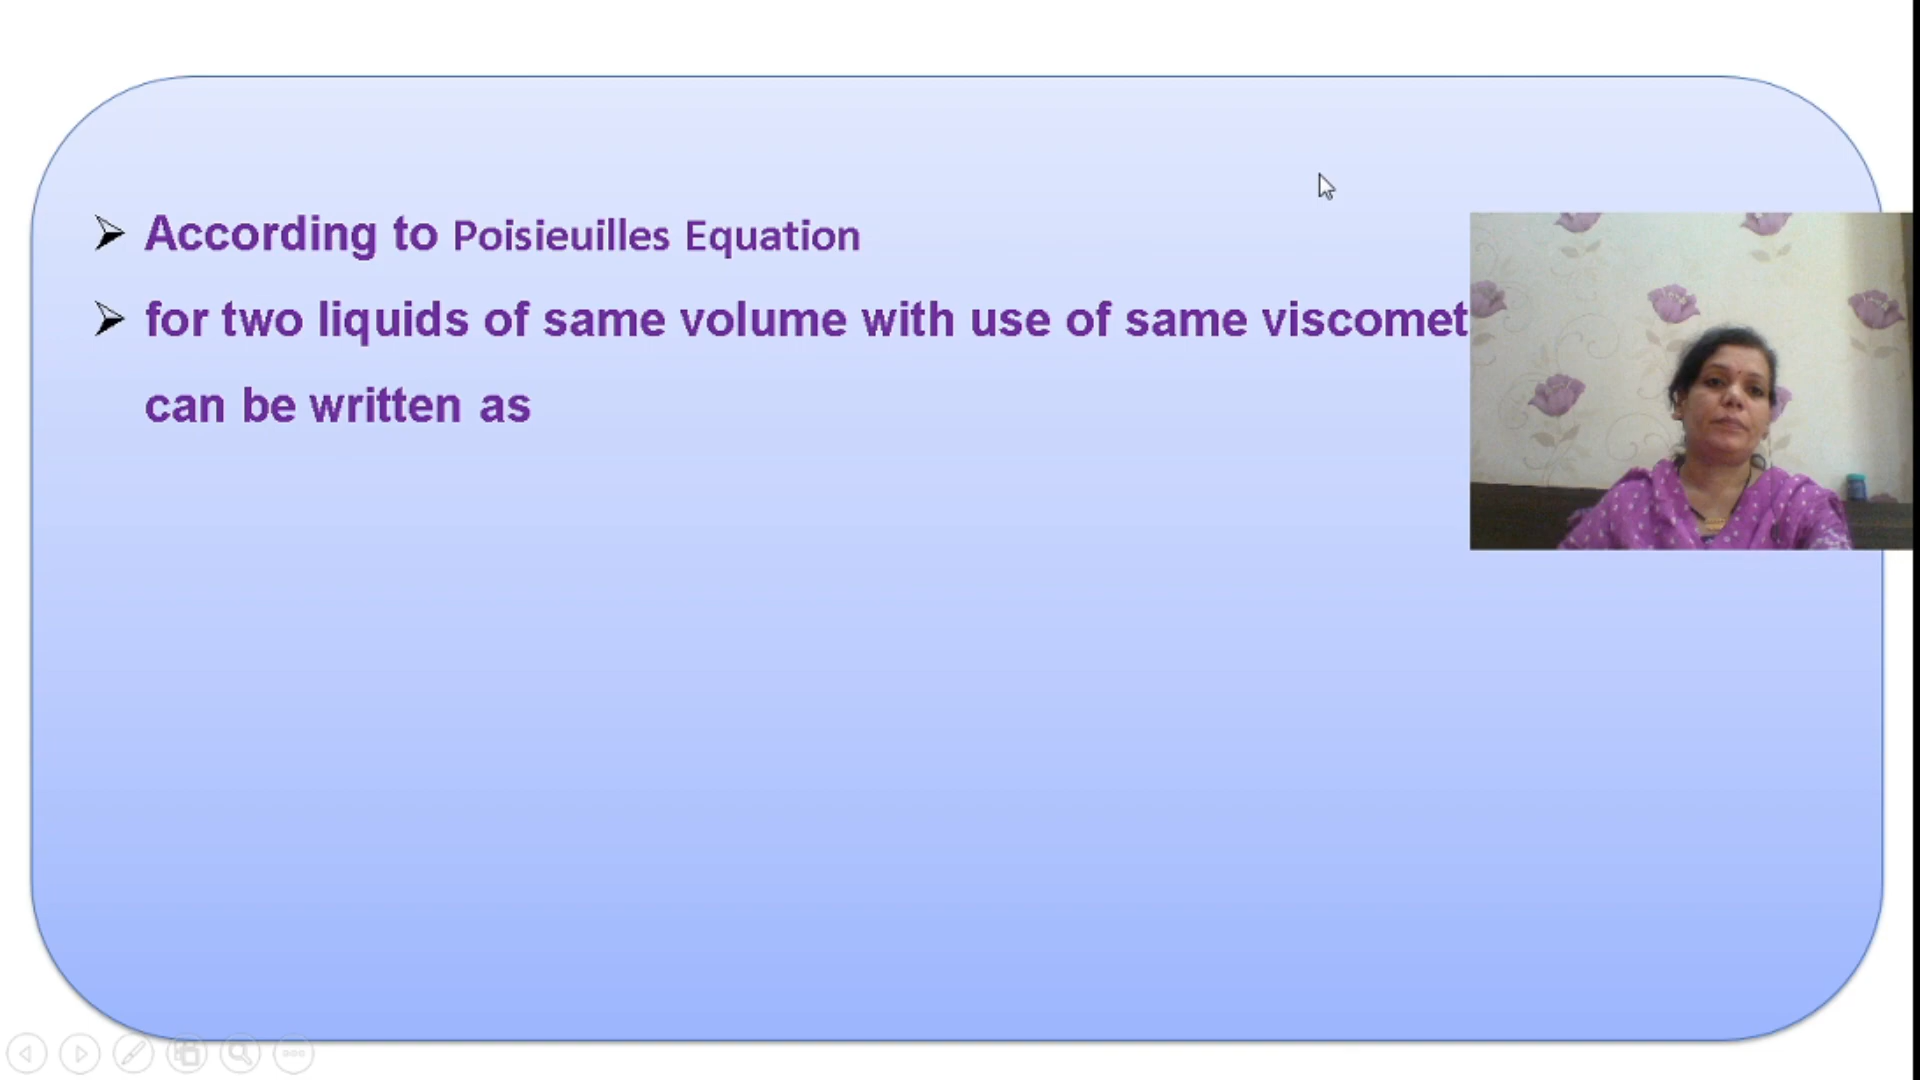 According to Poisieuilles Equation
for two liquids of same volume with use of same viscomet
can be written as